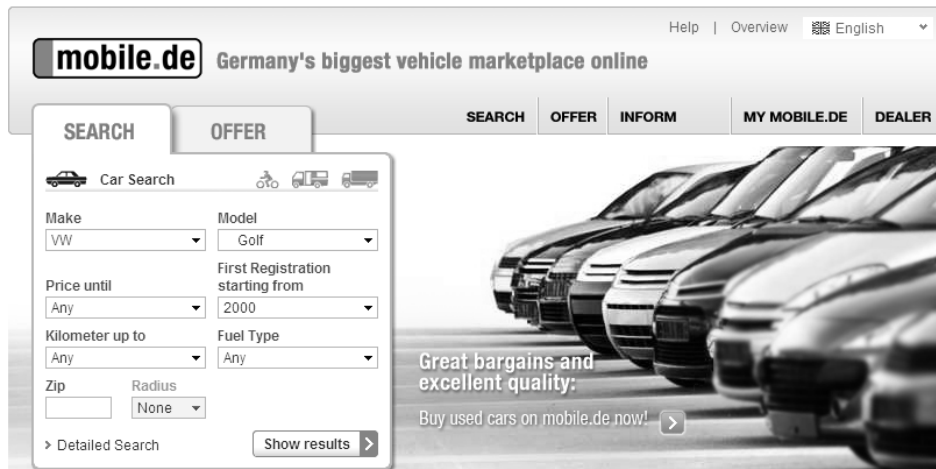 Help | Overview English
mobile.de Germany's biggest vehicle marketplace online
SEARCH OFFER INFORM MY MOBILE.DE DEALER
SEARCH OFFER
Car Search
Make Model
VW Golf
Price until First Registration
starting from
Any 2000
Kilometer up to Fuel Type
Any Any
Zip Radius
None
Detailed Search Show results
Great bargains and
excellent quality:
Buy used cars on mobile.de now!